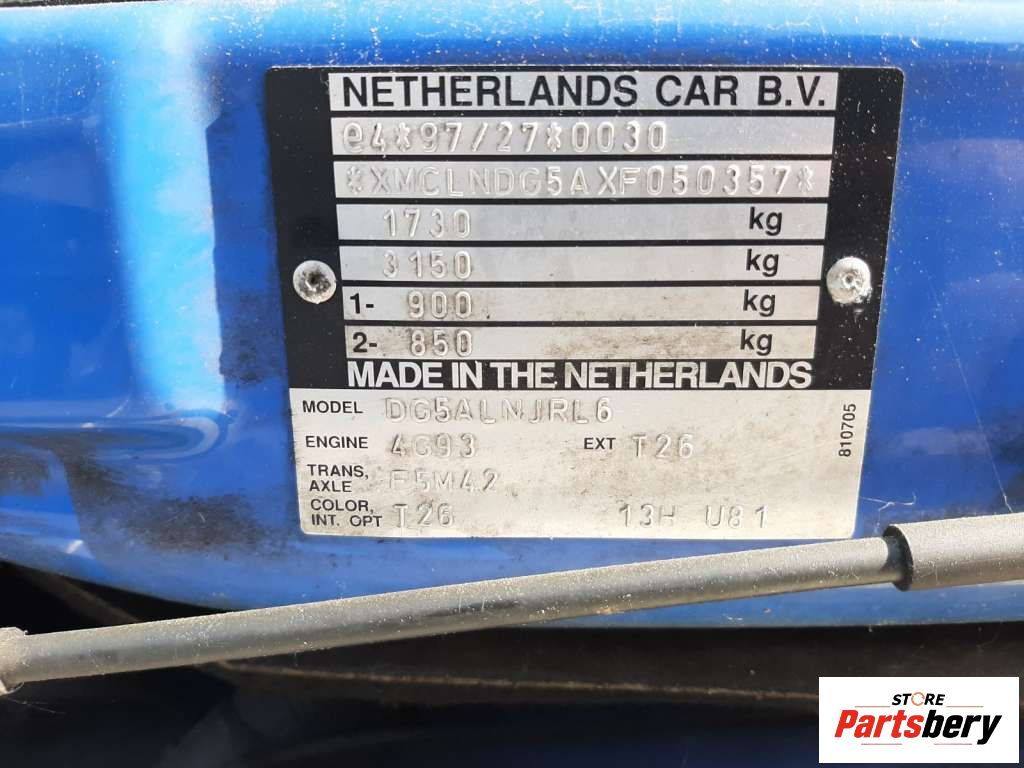 NETHERLANDS CAR B.V.
e4*97/27*0030
*XMCLNDG5AXF050357*
1730 kg
3150 kg
1- 900 kg
2- 850 kg
MADE IN THE NETHERLANDS
MODEL DG5ALNJRL6
ENGINE 4G93 EXT T26
TRANS, AXLE F5M42
COLOR, INT. OPT T26 13H U81
810705
STORE
Partsbery